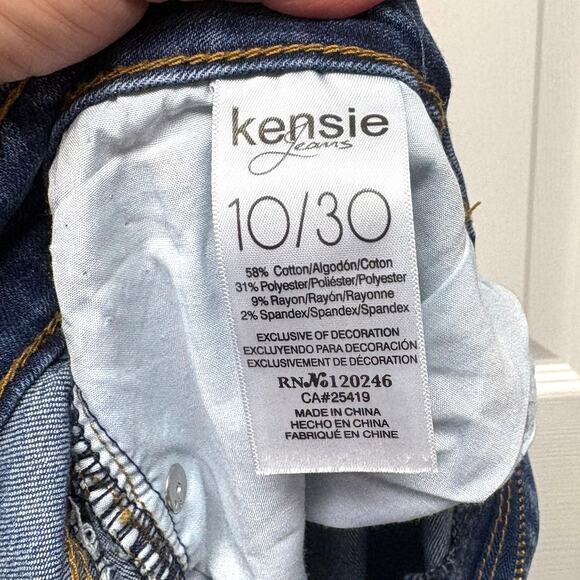 kensie
Jeans
10/30
58% Cotton/Algodón/Coton
31% Polyester/Poliéster/Polyester
9% Rayon/Rayón/Rayonne
2% Spandex/Spandex/Spandex
EXCLUSIVE OF DECORATION
EXCLUYENDO PARA DECORACIÓN
EXCLUSIVEMENT DE DÉCORATION
RN№120246
CA#25419
MADE IN CHINA
HECHO EN CHINA
FABRIQUÉ EN CHINE